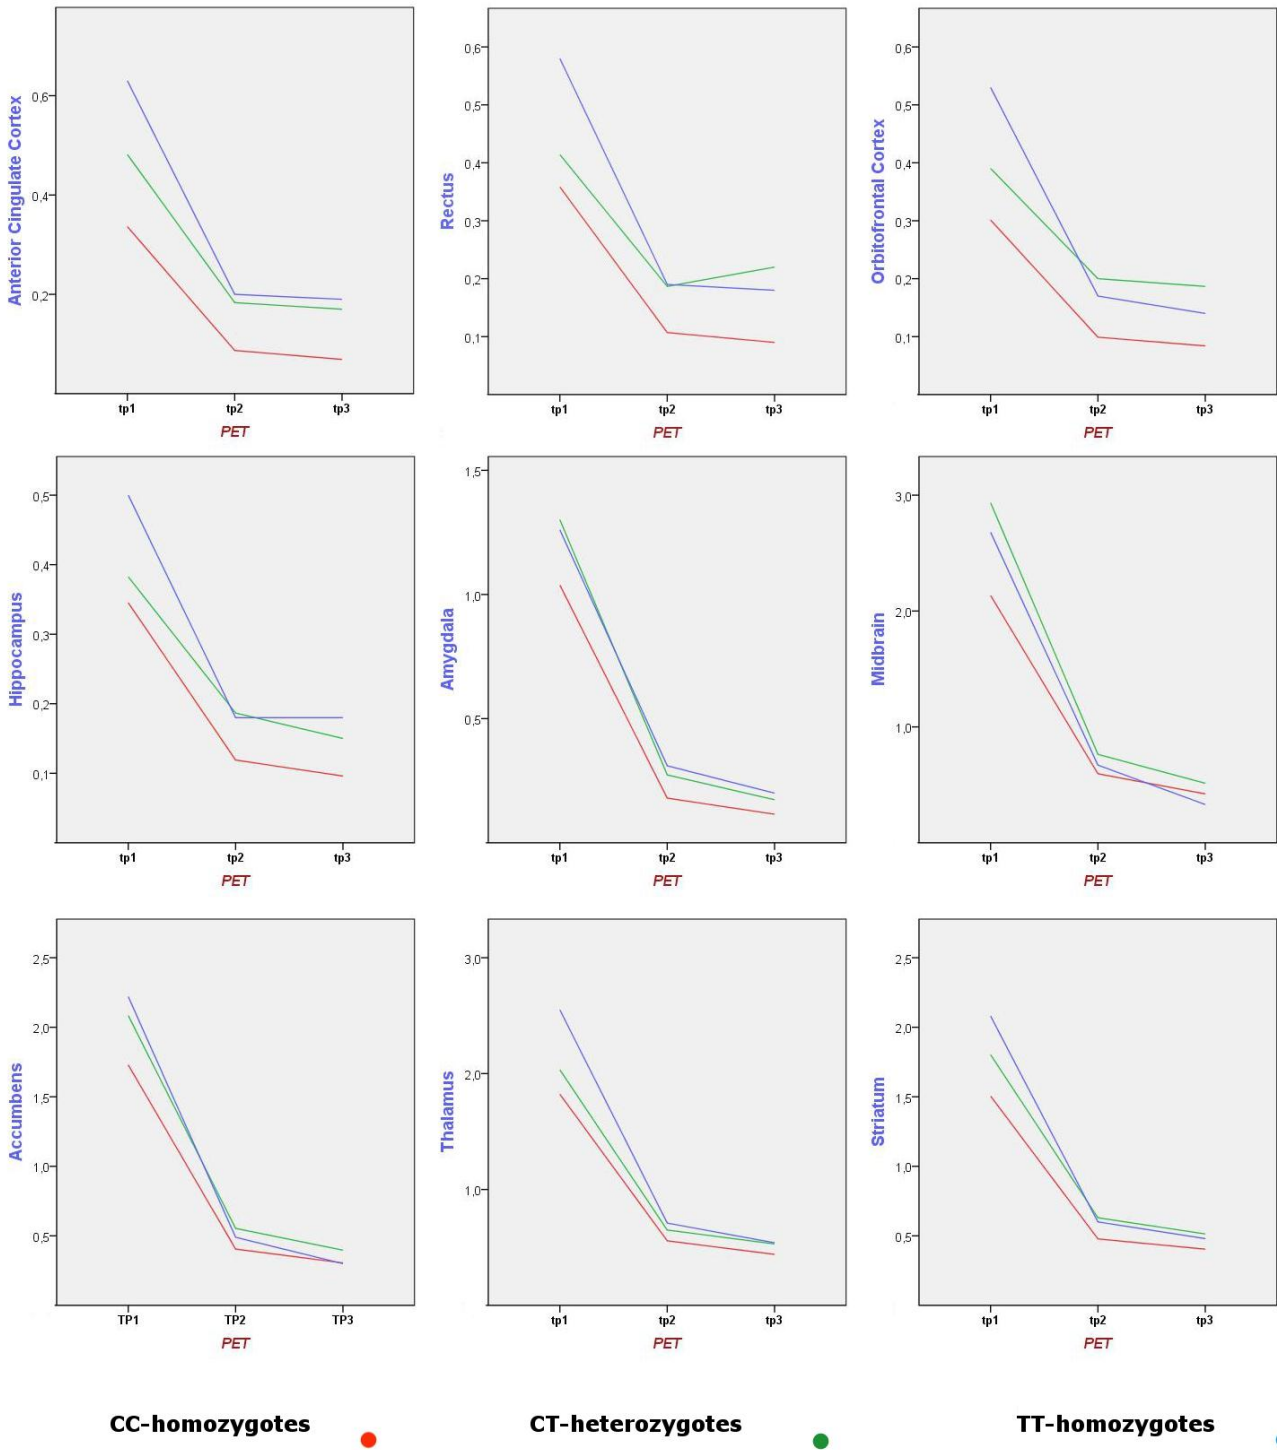 Anterior Cingulate Cortex
0,6
0,4
0,2
tp1 tp2 tp3
PET
Rectus
0,6
0,5
0,4
0,3
0,2
0,1
tp1 tp2 tp3
PET
Orbitofrontal Cortex
0,6
0,5
0,4
0,3
0,2
0,1
tp1 tp2 tp3
PET
Hippocampus
0,5
0,4
0,3
0,2
0,1
tp1 tp2 tp3
PET
Amygdala
1,5
1,0
0,5
tp1 tp2 tp3
PET
Midbrain
3,0
2,0
1,0
tp1 tp2 tp3
PET
Accumbens
2,5
2,0
1,5
1,0
0,5
TP1 TP2 TP3
PET
Thalamus
3,0
2,0
1,0
tp1 tp2 tp3
PET
Striatum
2,5
2,0
1,5
1,0
0,5
tp1 tp2 tp3
PET
CC-homozygotes CT-heterozygotes TT-homozygotes